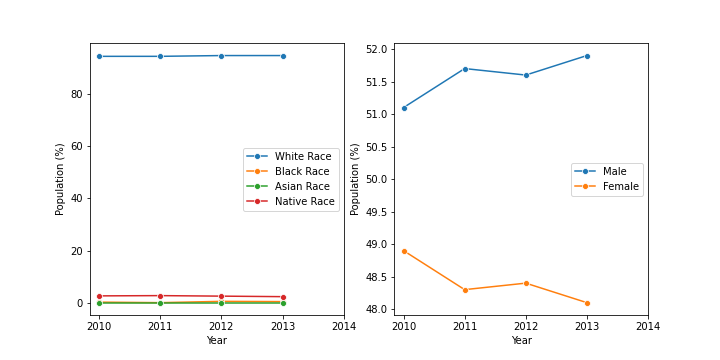 80
60
40
20
0
Population (%)
2010 2011 2012 2013 2014
Year
White Race
Black Race
Asian Race
Native Race
52.0
51.5
51.0
50.5
50.0
49.5
49.0
48.5
48.0
Population (%)
2010 2011 2012 2013 2014
Year
Male
Female